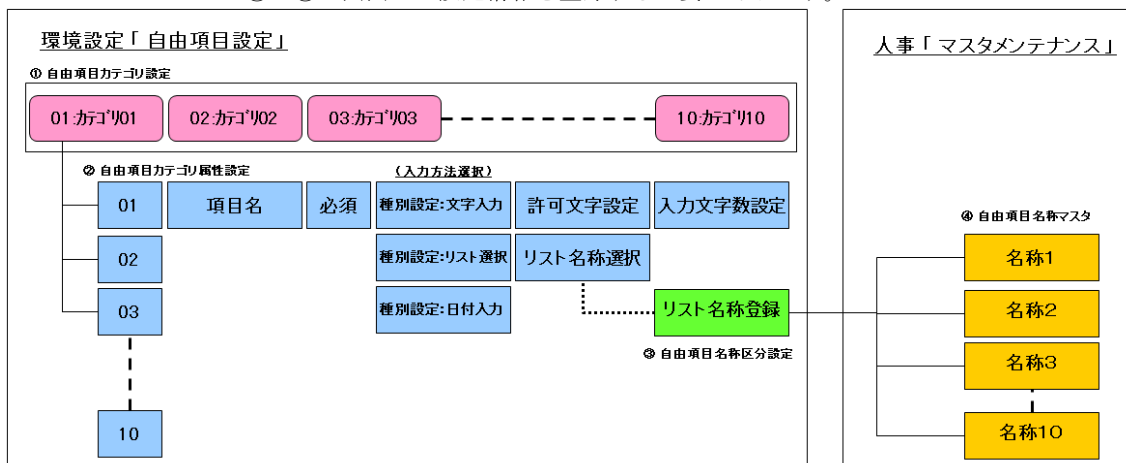 環境設定「自由項目設定」
人事「マスタメンテナンス」
① 自由項目カテゴリ設定
01:カテゴリ01
02:カテゴリ02
03:カテゴリ03
10:カテゴリ10
② 自由項目カテゴリ属性設定
(入力方法選択)
01
項目名
必須
種別設定:文字入力
許可文字設定
入力文字数設定
02
種別設定:リスト選択
リスト名称選択
03
種別設定:日付入力
リスト名称登録
③ 自由項目名称区分設定
10
④ 自由項目名称マスタ
名称1
名称2
名称3
名称10